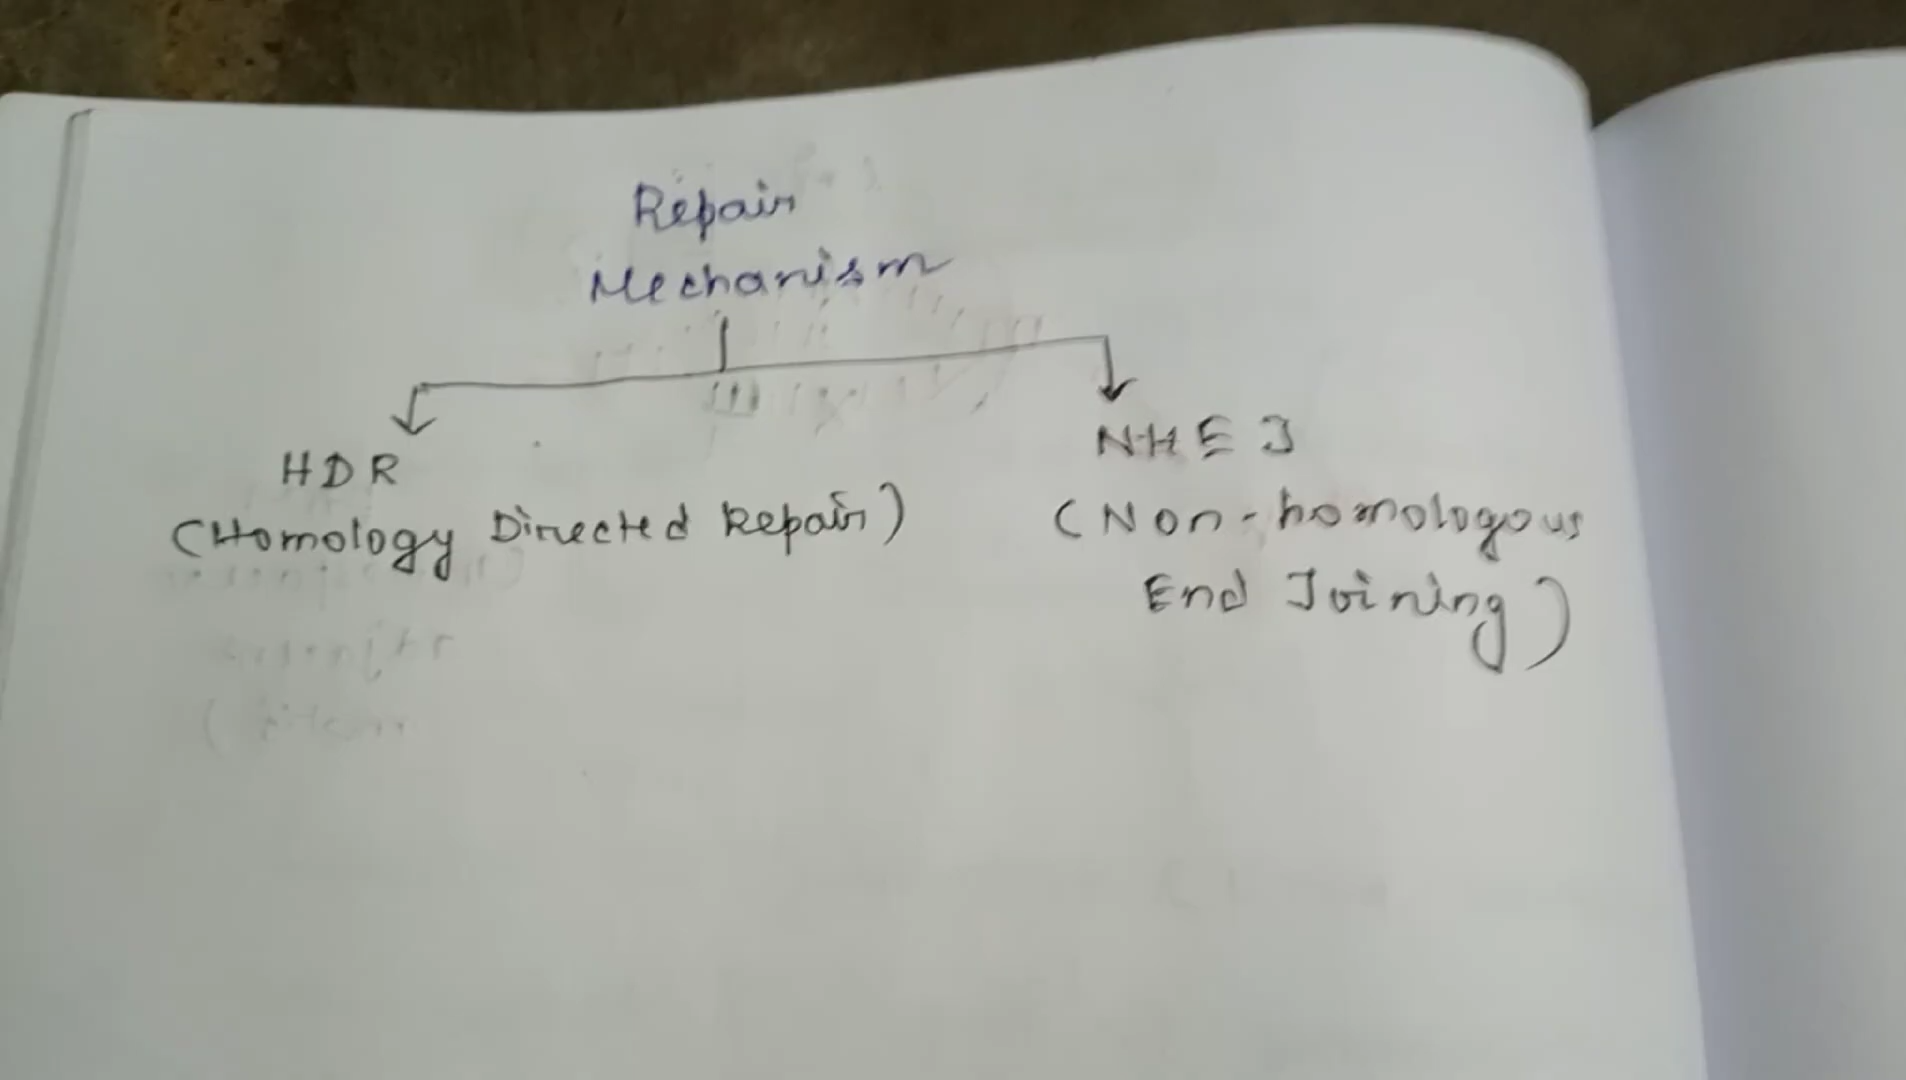 Repair
Mechanism
HDR
(Homology Directed Repair)
NHEJ
(Non-homologous
End Joining)